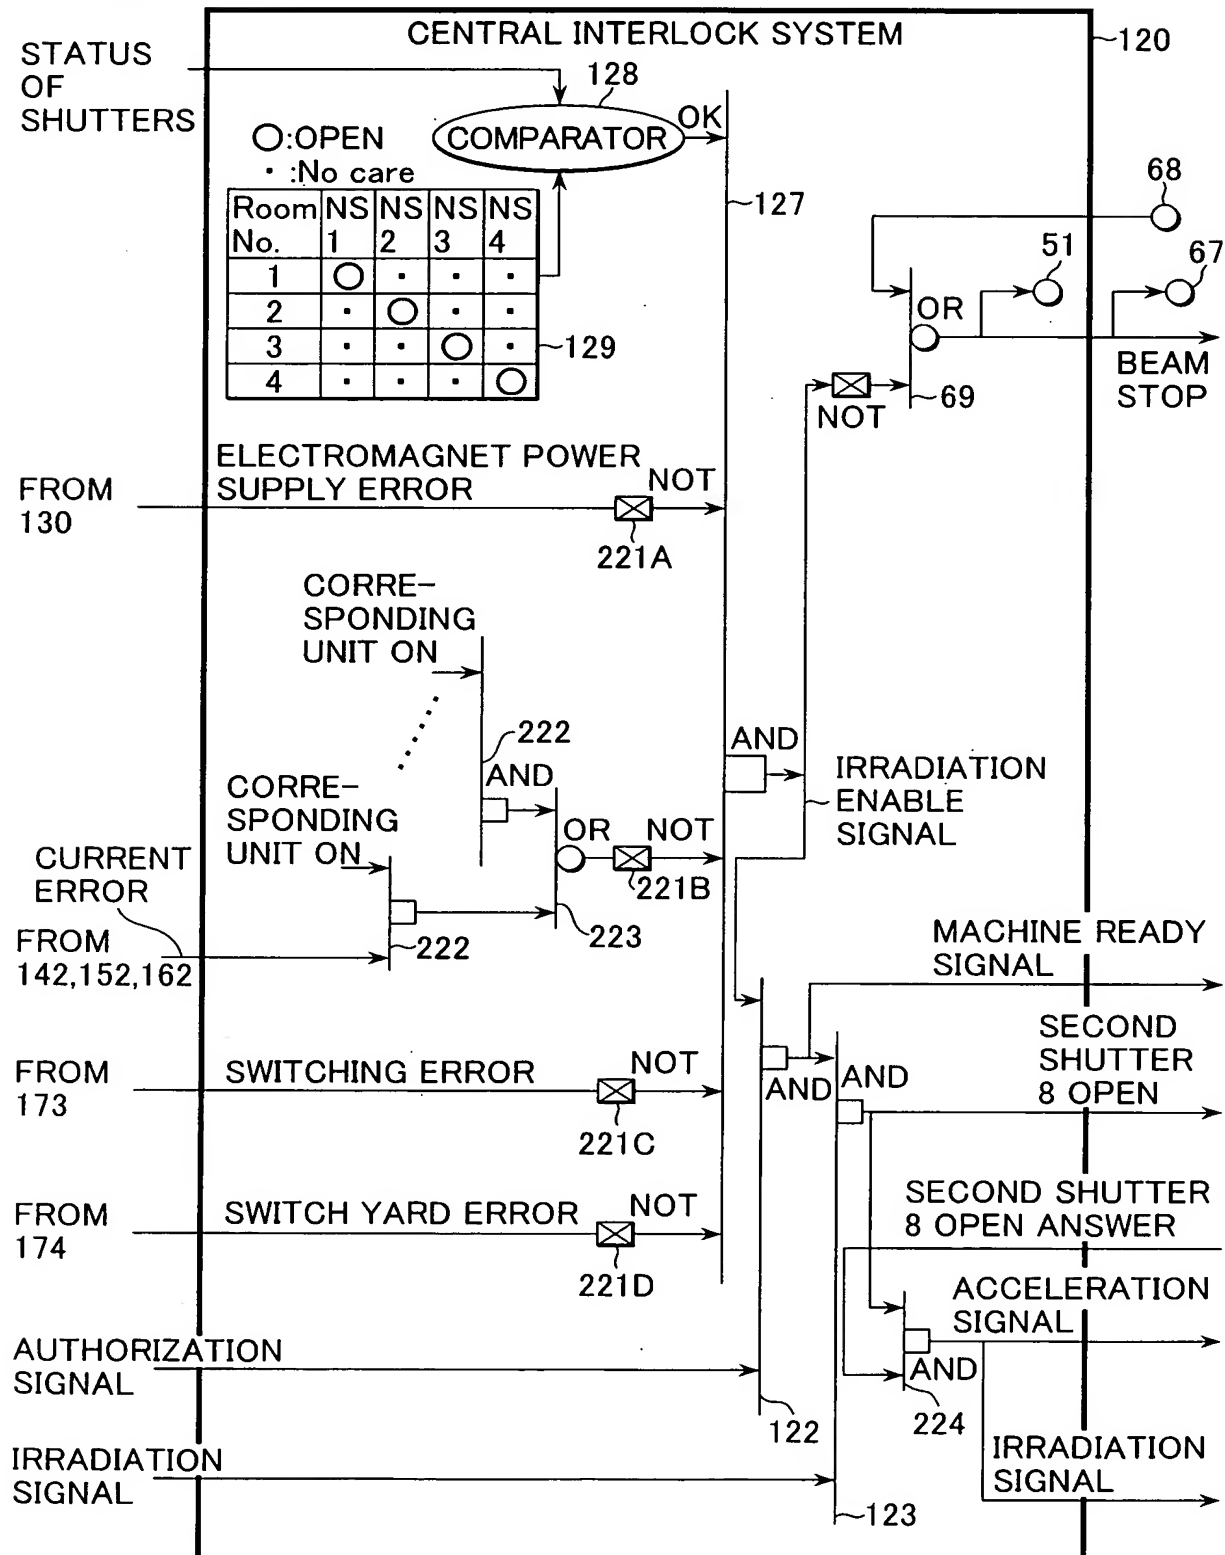 CENTRAL INTERLOCK SYSTEM
120
STATUS
OF
SHUTTERS
128
COMPARATOR
OK
:OPEN
・:No care
Room No. NS 1 NS 2 NS 3 NS 4
1 ○ ・ ・ ・
2 ・ ○ ・ ・
3 ・ ・ ○ ・
4 ・ ・ ・ ○
129
127
68
51
67
OR
BEAM
STOP
69
NOT
ELECTROMAGNET POWER
SUPPLY ERROR
NOT
FROM
130
221A
CORRE-
SPONDING
UNIT ON
222
AND
CORRE-
SPONDING
UNIT ON
OR
NOT
221B
223
222
CURRENT
ERROR
FROM
142,152,162
AND
IRRADIATION
ENABLE
SIGNAL
MACHINE READY
SIGNAL
SECOND
SHUTTER
8 OPEN
AND
AND
FROM
173
SWITCHING ERROR
NOT
221C
SECOND SHUTTER
8 OPEN ANSWER
FROM
174
SWITCH YARD ERROR
NOT
221D
ACCELERATION
SIGNAL
AND
224
AUTHORIZATION
SIGNAL
122
IRRADIATION
SIGNAL
IRRADIATION
SIGNAL
123